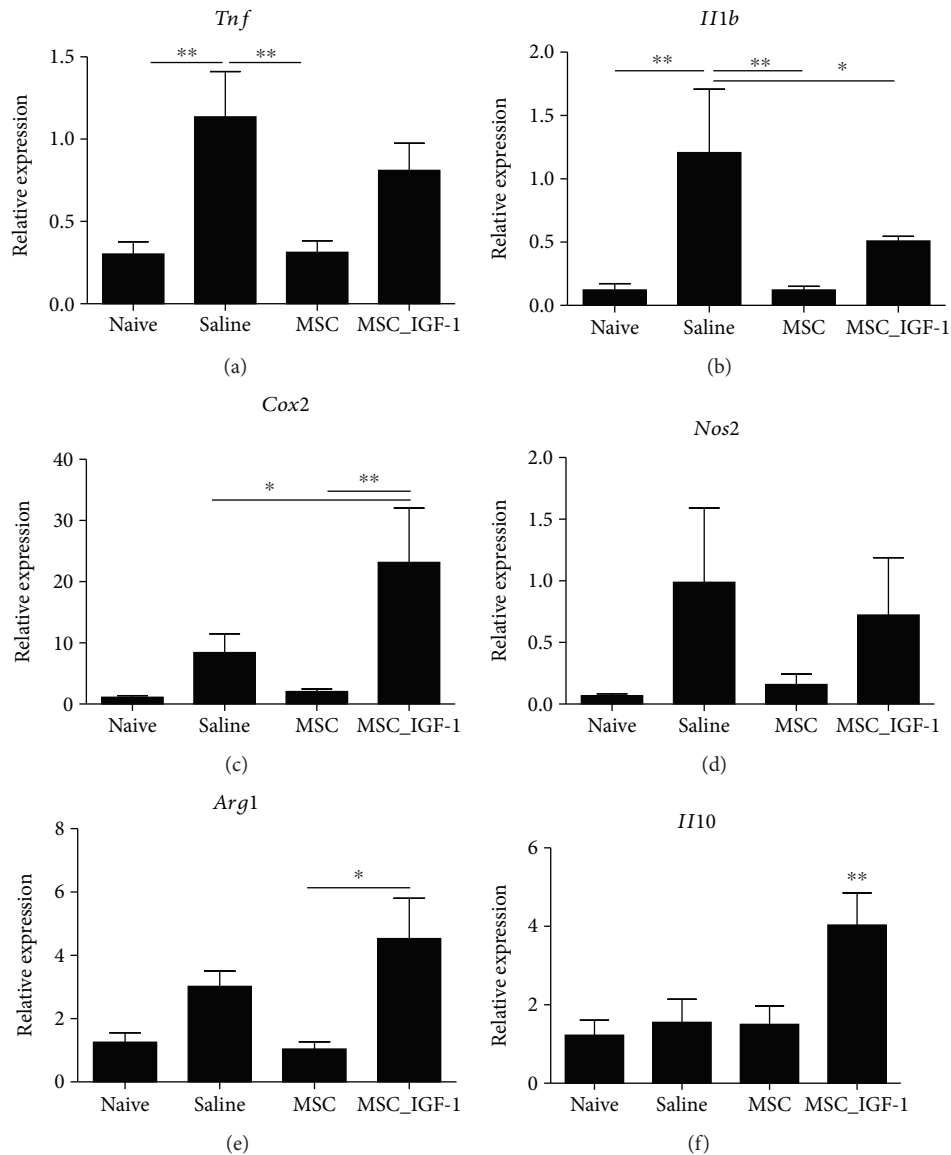 Tnf
**
**
1.5
1.0
0.5
0.0
Relative expression
Naive
Saline
MSC
MSC_IGF-1
(a)
Il1b
**
**
*
2.0
1.5
1.0
0.5
0.0
Relative expression
Naive
Saline
MSC
MSC_IGF-1
(b)
Cox2
*
**
40
30
20
10
0
Relative expression
Naive
Saline
MSC
MSC_IGF-1
(c)
Nos2
2.0
1.5
1.0
0.5
0.0
Relative expression
Naive
Saline
MSC
MSC_IGF-1
(d)
Arg1
*
8
6
4
2
0
Relative expression
Naive
Saline
MSC
MSC_IGF-1
(e)
Il10
**
6
4
2
0
Relative expression
Naive
Saline
MSC
MSC_IGF-1
(f)